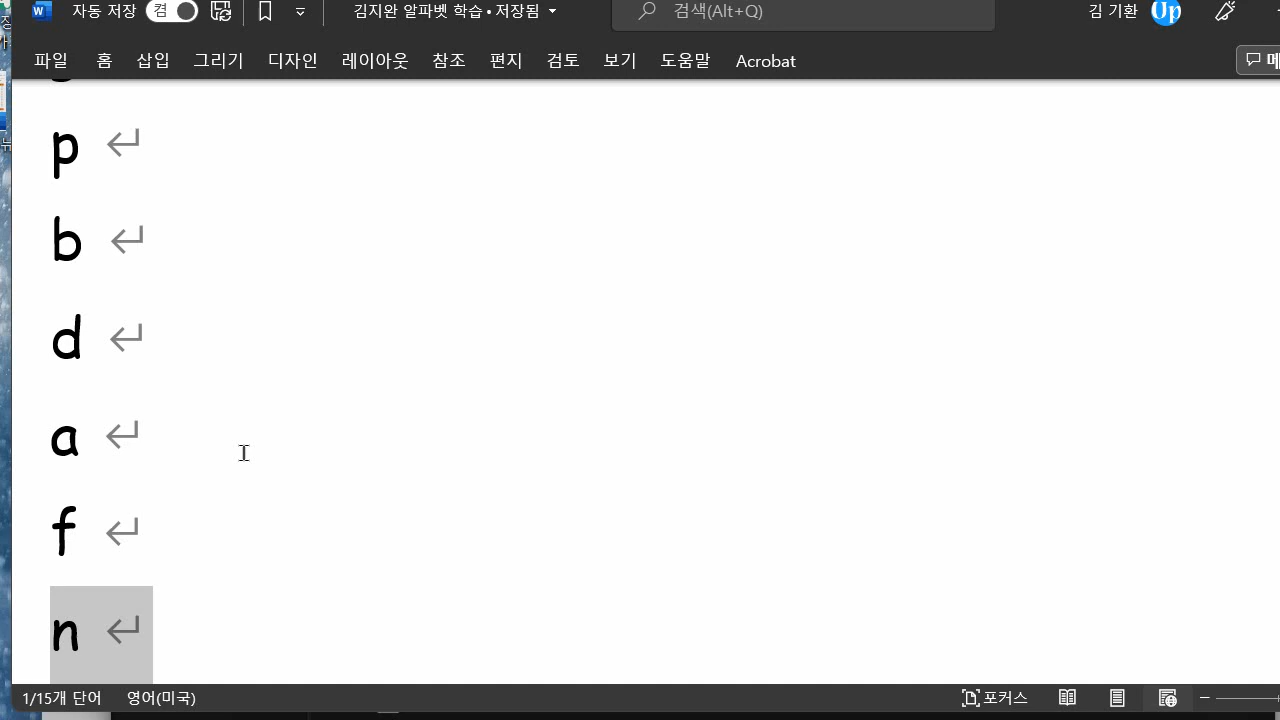 자동 저장 켬 김지완 알파벳 학습 • 저장됨 검색(Alt+Q) 김 기환 Up
파일 홈 삽입 그리기 디자인 레이아웃 참조 편지 검토 보기 도움말 Acrobat 메
p
b
d
a
f
n
1/15개 단어 영어(미국) 포커스